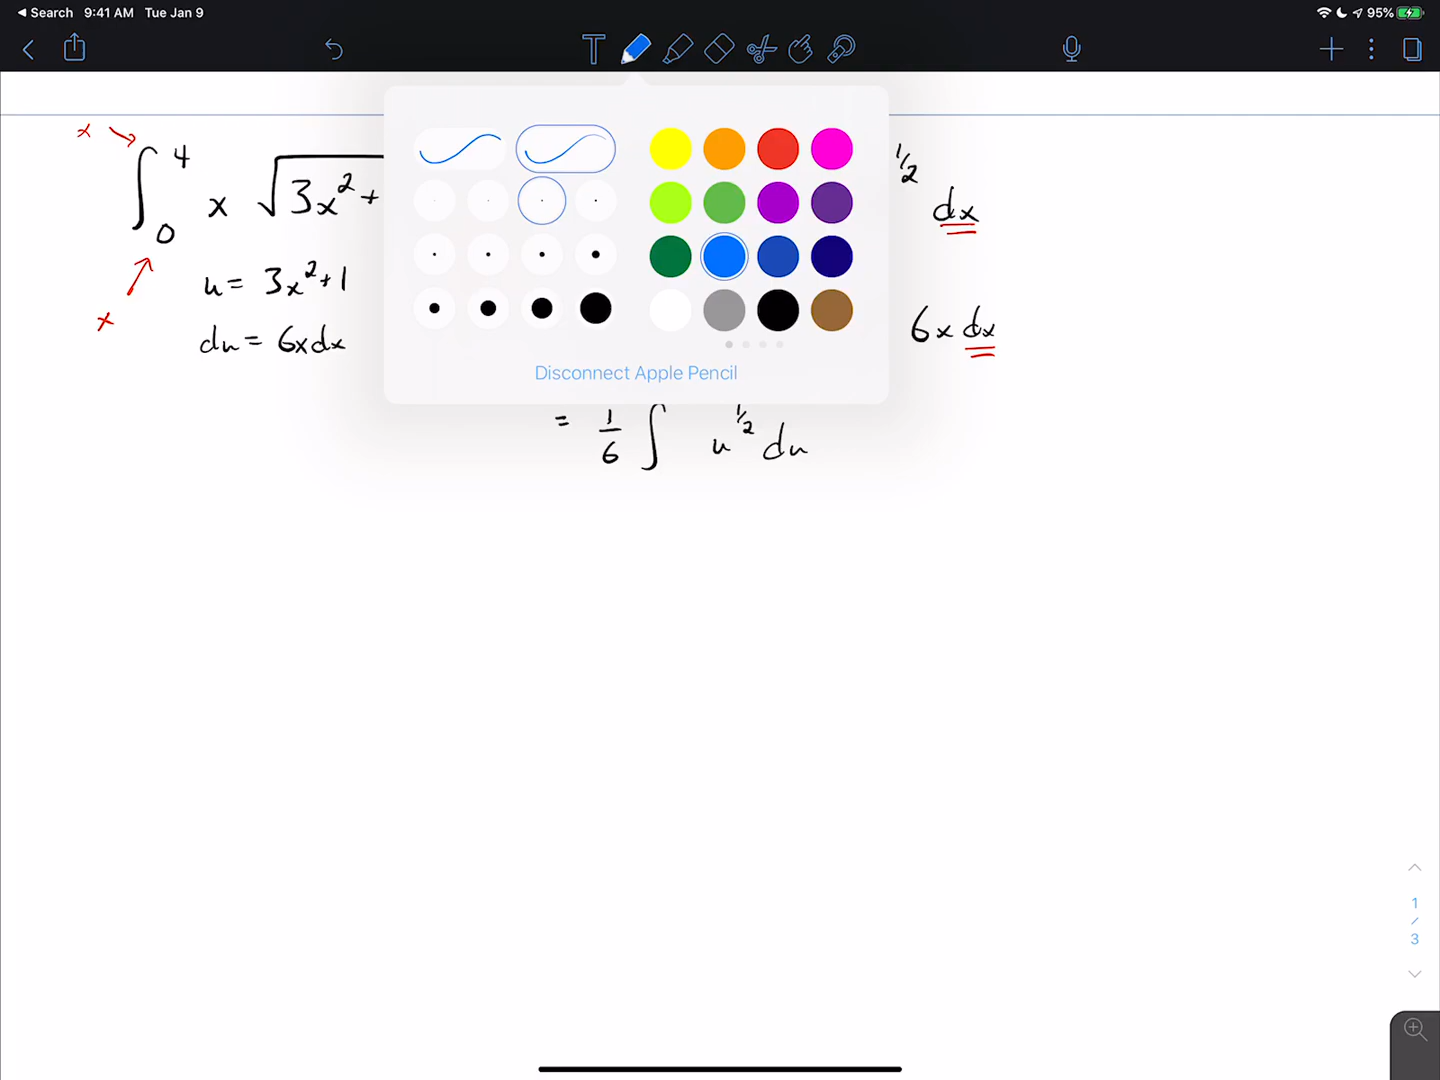 Search 9:41 AM Tue Jan 9 95%
x
∫₀⁴ x √3x²+
1/2 dx
u = 3x²+1
x
du = 6xdx
6x dx
Disconnect Apple Pencil
= 1/6 ∫ u^1/2 du
1
/
3